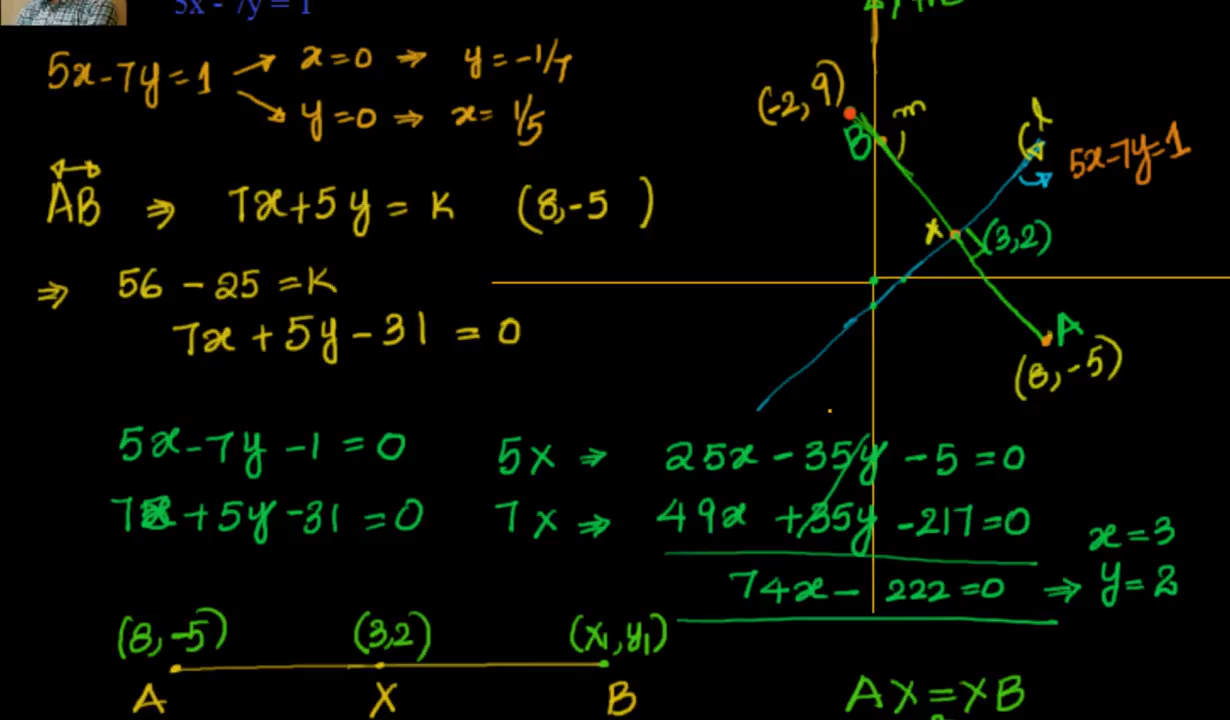 5x - 7y = 1
5x-7y=1 → x=0 ⇒ y=-1/7
→ y=0 ⇒ x= 1/5
AB ⇒ 7x+5y = K (8,-5 )
⇒ 56 - 25 = K
7x + 5y - 31 = 0
(-2, 9)
B
m
l
5x-7y=1
X
(3,2)
A
(8,-5)
5x-7y -1 = 0 5x ⇒ 25x - 35y - 5 = 0
7x + 5y - 31 = 0 7x ⇒ 49x + 35y - 217 = 0
74x - 222 = 0 ⇒
x = 3
y = 2
(8,-5) (3,2) (x₁,y₁)
A X B
AX = XB